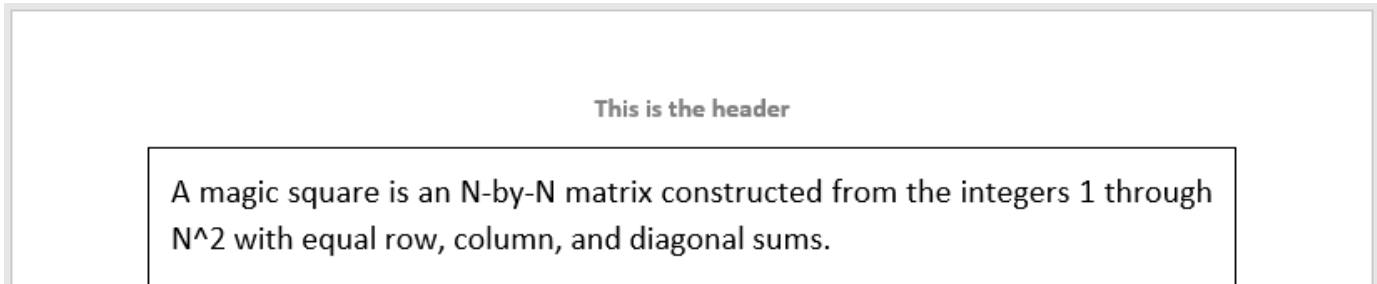 This is the header
A magic square is an N-by-N matrix constructed from the integers 1 through
N^2 with equal row, column, and diagonal sums.